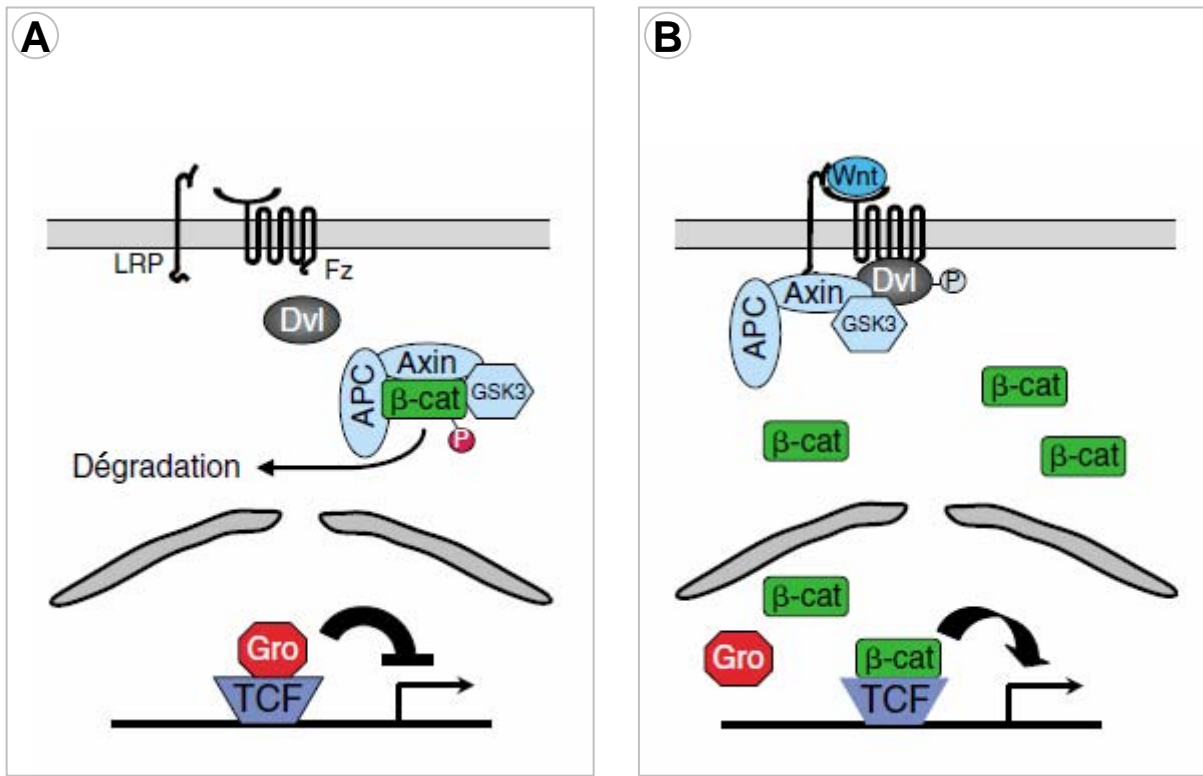 A
LRP
Fz
Dvl
Axin
APC
β-cat
GSK3
P
Dégradation
Gro
TCF
B
Wnt
Dvl
P
Axin
GSK3
APC
β-cat
β-cat
β-cat
β-cat
Gro
β-cat
TCF